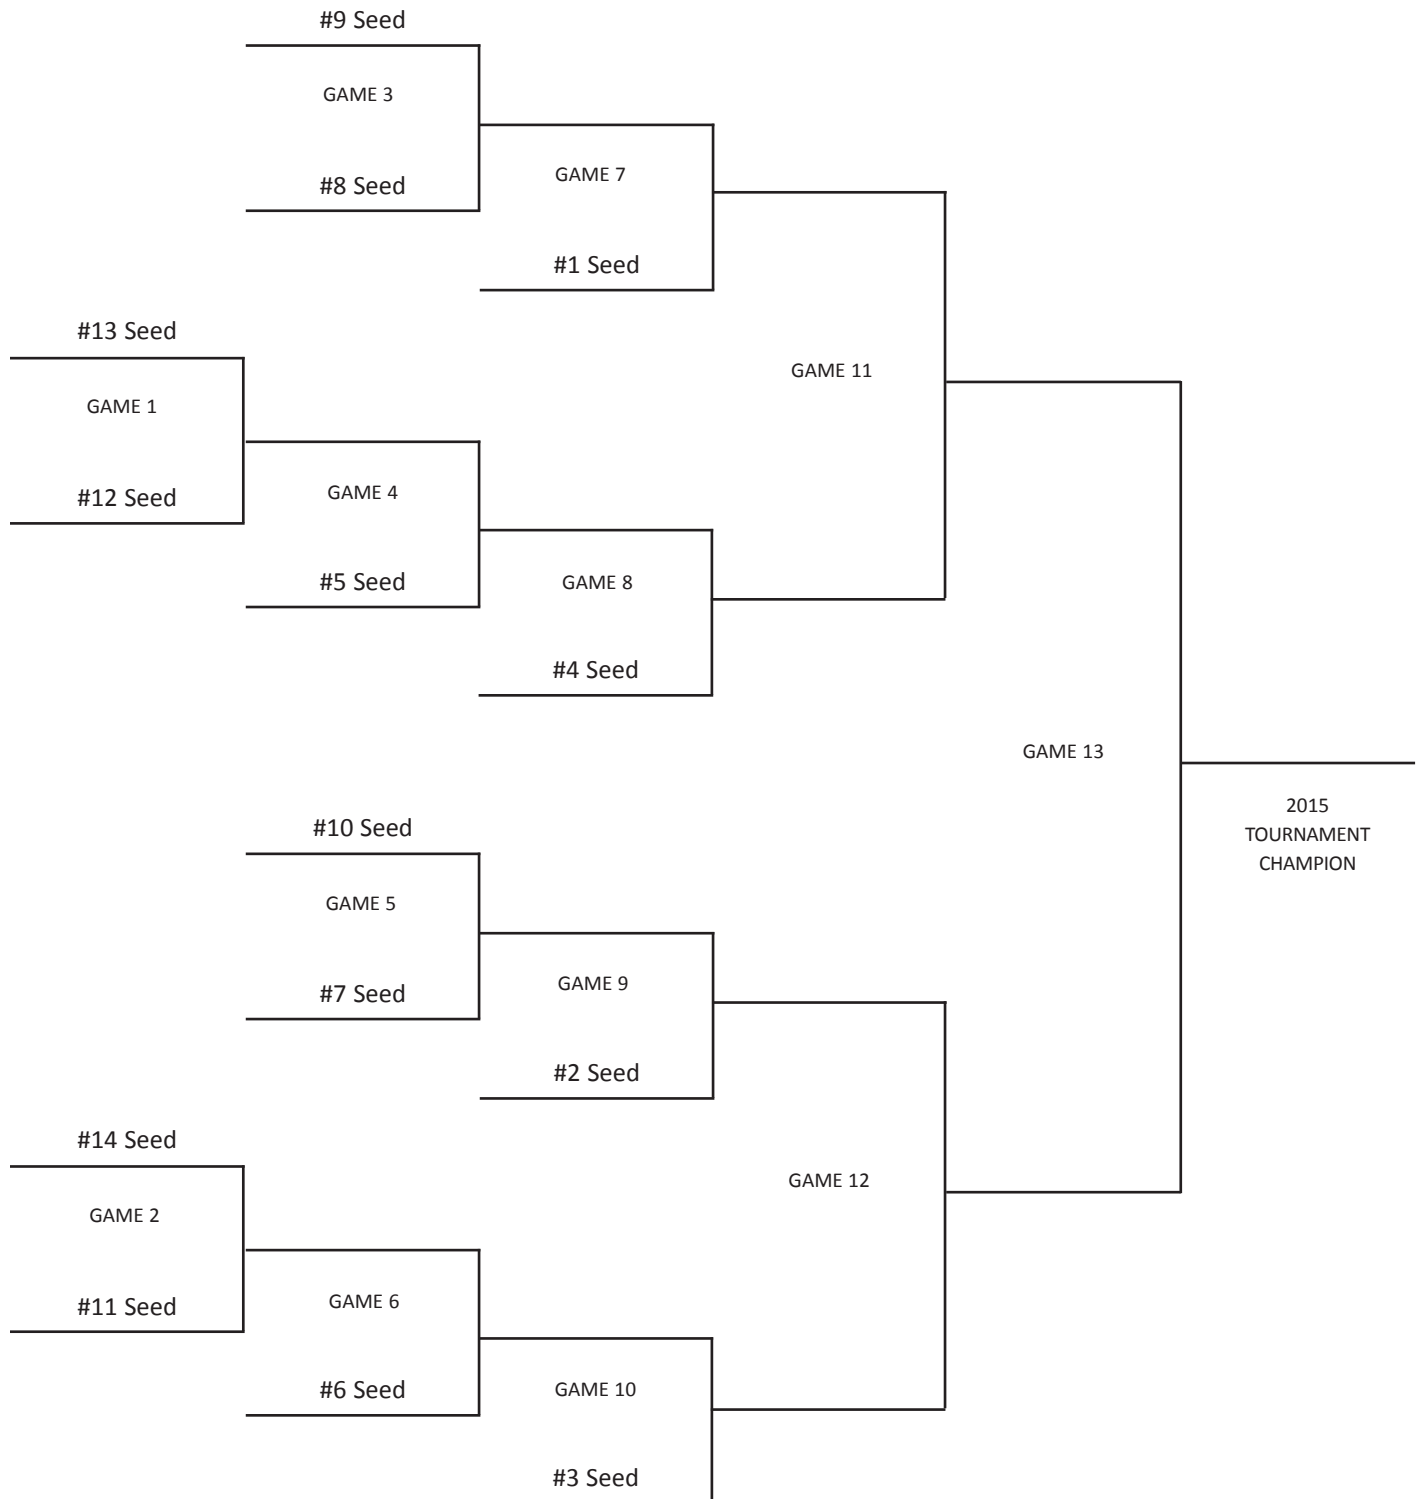 #9 Seed
GAME 3
GAME 7
#8 Seed
#1 Seed
#13 Seed
GAME 11
GAME 1
GAME 4
#12 Seed
#5 Seed
GAME 8
#4 Seed
GAME 13
2015
TOURNAMENT
CHAMPION
#10 Seed
GAME 5
GAME 9
#7 Seed
#2 Seed
#14 Seed
GAME 12
GAME 2
GAME 6
#11 Seed
#6 Seed
GAME 10
#3 Seed